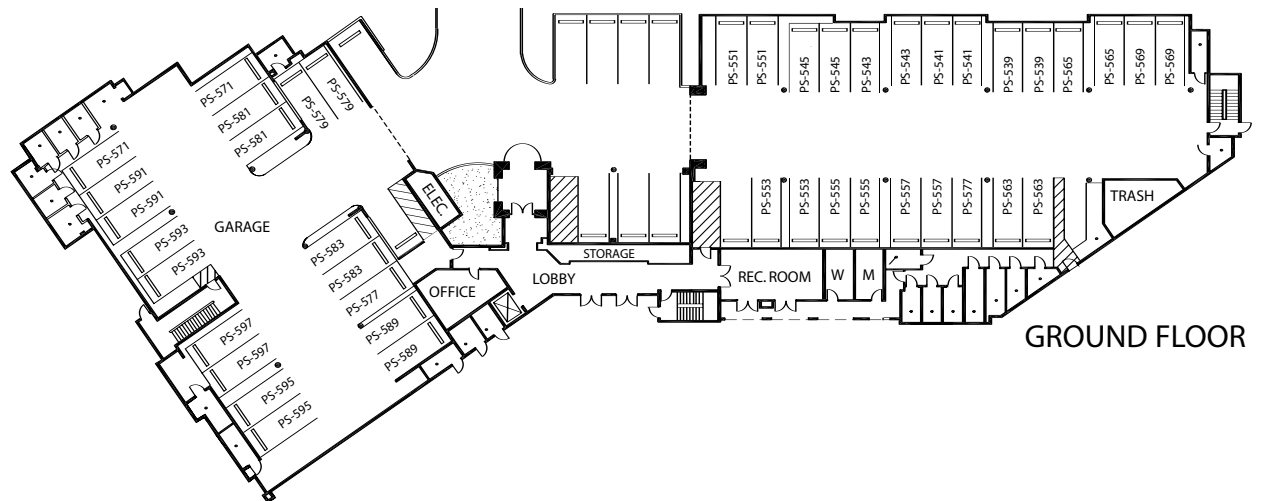 PS-551
PS-551
PS-545
PS-545
PS-543
PS-543
PS-541
PS-541
PS-539
PS-539
PS-565
PS-565
PS-569
PS-569
PS-571
PS-581
PS-581
PS-579
PS-579
PS-571
PS-591
PS-591
PS-593
PS-593
GARAGE
ELEC.
PS-583
PS-583
PS-577
PS-589
PS-589
PS-597
PS-597
PS-595
PS-595
PS-553
PS-553
PS-555
PS-555
PS-557
PS-557
PS-577
PS-563
PS-563
TRASH
STORAGE
OFFICE
LOBBY
REC. ROOM
W
M
GROUND FLOOR